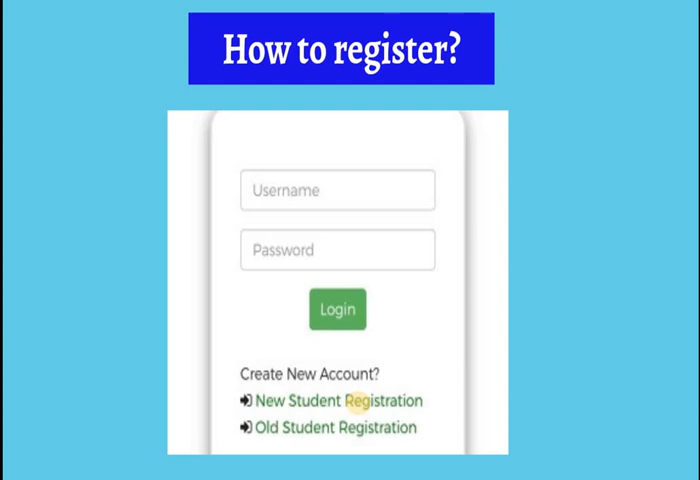 How to register?
Username
Password
Login
Create New Account?
New Student Registration
Old Student Registration